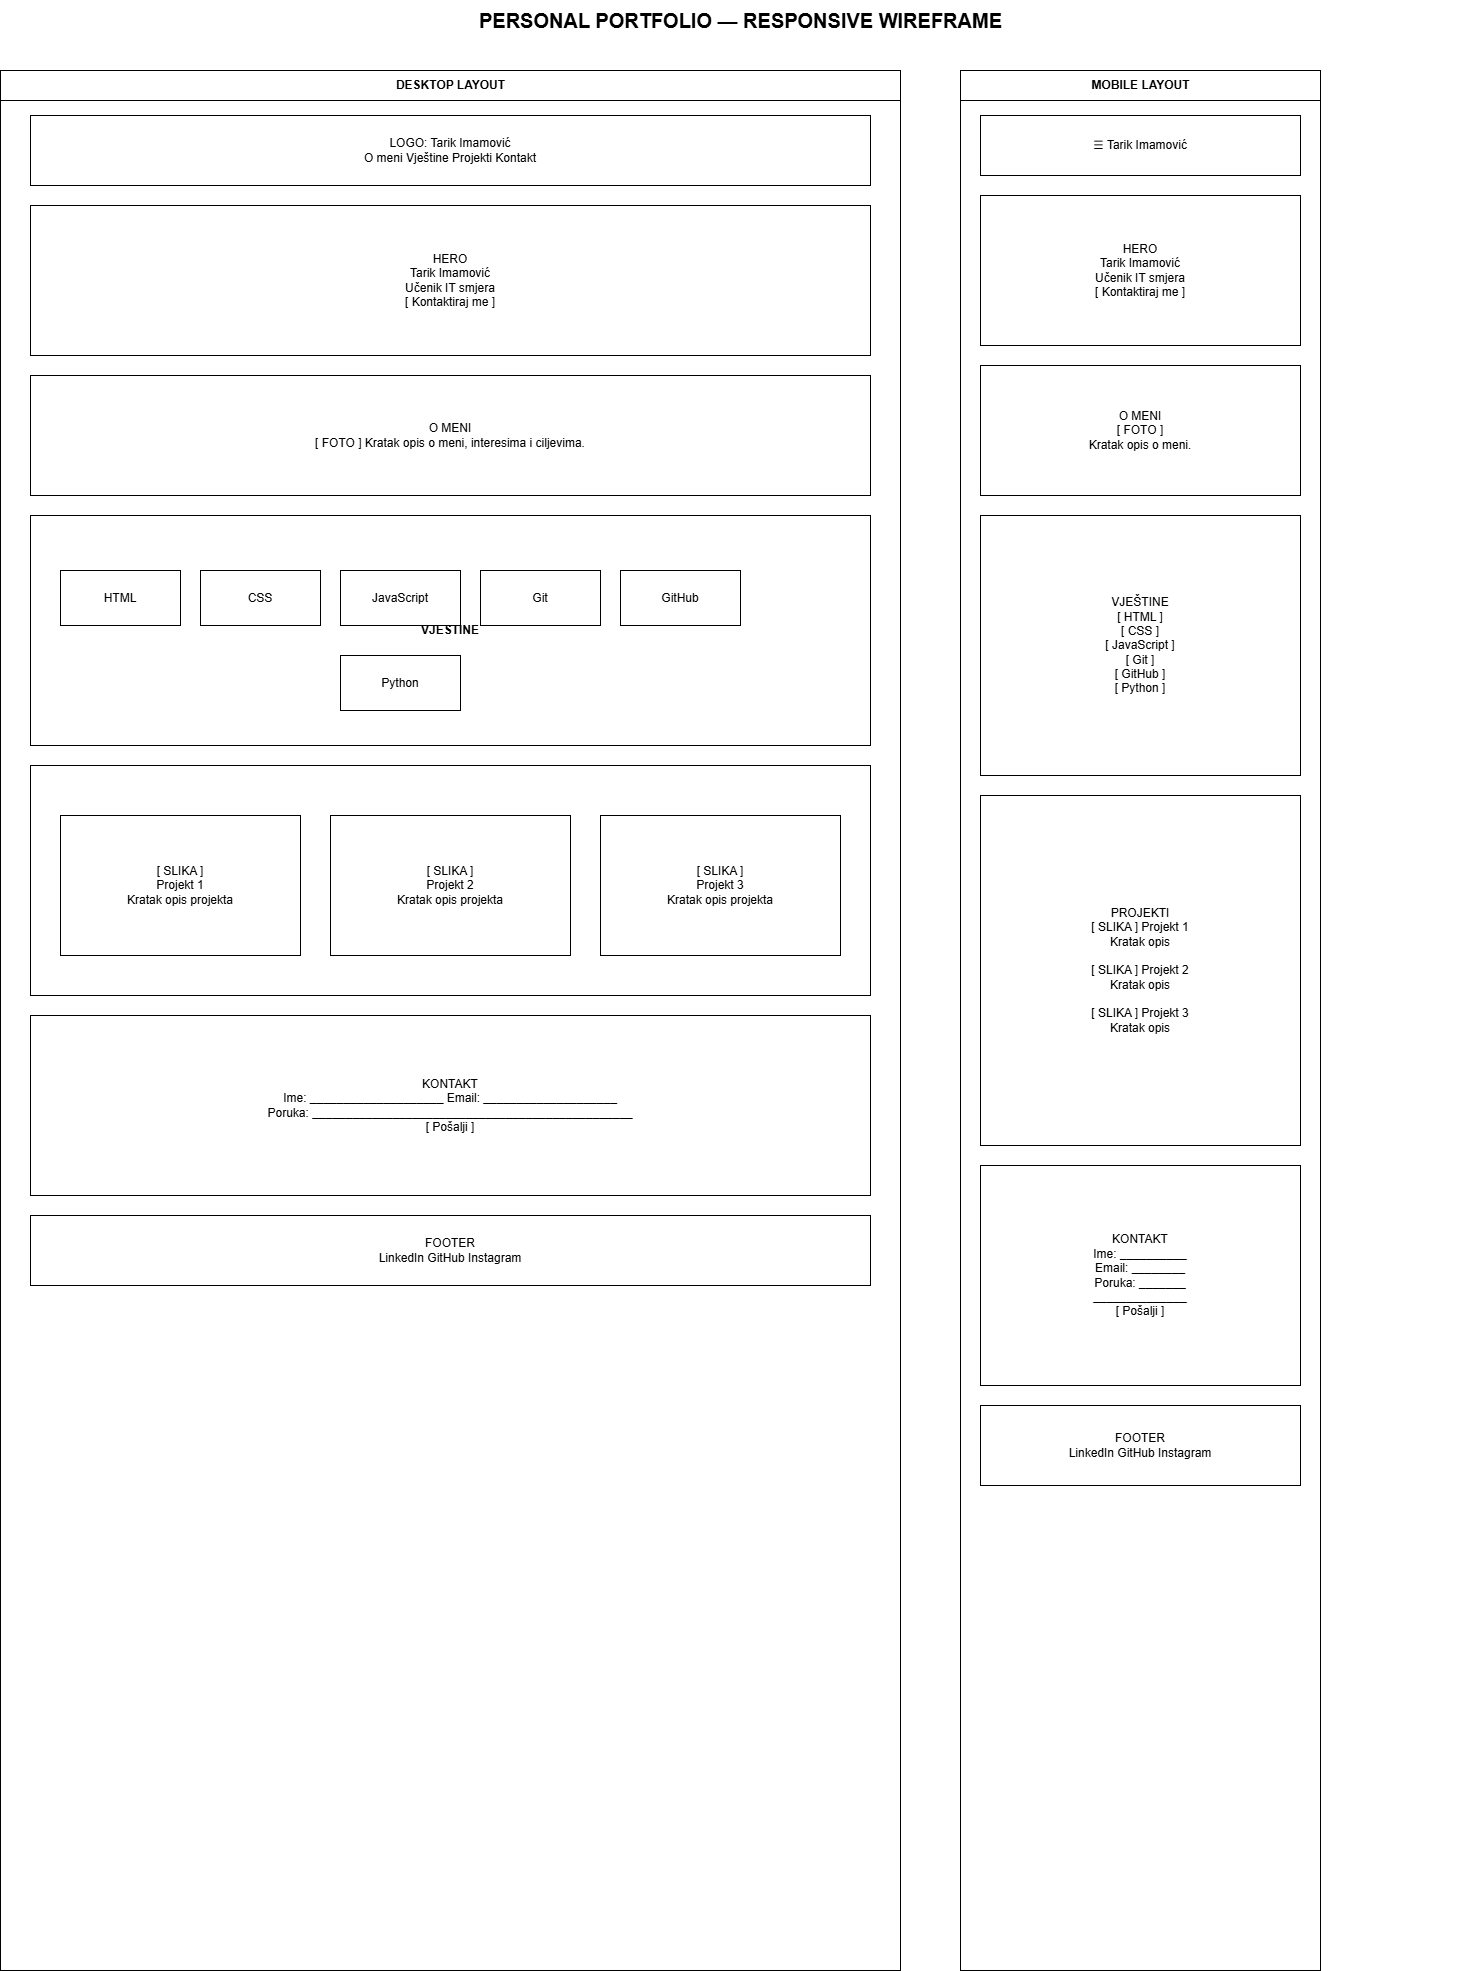 PERSONAL PORTFOLIO — RESPONSIVE WIREFRAME
DESKTOP LAYOUT
LOGO: Tarik Imamović
O meni Vještine Projekti Kontakt
HERO
Tarik Imamović
Učenik IT smjera
[ Kontaktiraj me ]
O MENI
[ FOTO ] Kratak opis o meni, interesima i ciljevima.
HTML
CSS
JavaScript
Git
GitHub
VJEŠTINE
Python
[ SLIKA ]
Projekt 1
Kratak opis projekta
[ SLIKA ]
Projekt 2
Kratak opis projekta
[ SLIKA ]
Projekt 3
Kratak opis projekta
KONTAKT
Ime: ____________________ Email: ____________________
Poruka: ________________________________________________
[ Pošalji ]
FOOTER
LinkedIn GitHub Instagram
MOBILE LAYOUT
☰ Tarik Imamović
HERO
Tarik Imamović
Učenik IT smjera
[ Kontaktiraj me ]
O MENI
[ FOTO ]
Kratak opis o meni.
VJEŠTINE
[ HTML ]
[ CSS ]
[ JavaScript ]
[ Git ]
[ GitHub ]
[ Python ]
PROJEKTI
[ SLIKA ] Projekt 1
Kratak opis
[ SLIKA ] Projekt 2
Kratak opis
[ SLIKA ] Projekt 3
Kratak opis
KONTAKT
Ime: __________
Email: ________
Poruka: _______
______________
[ Pošalji ]
FOOTER
LinkedIn GitHub Instagram